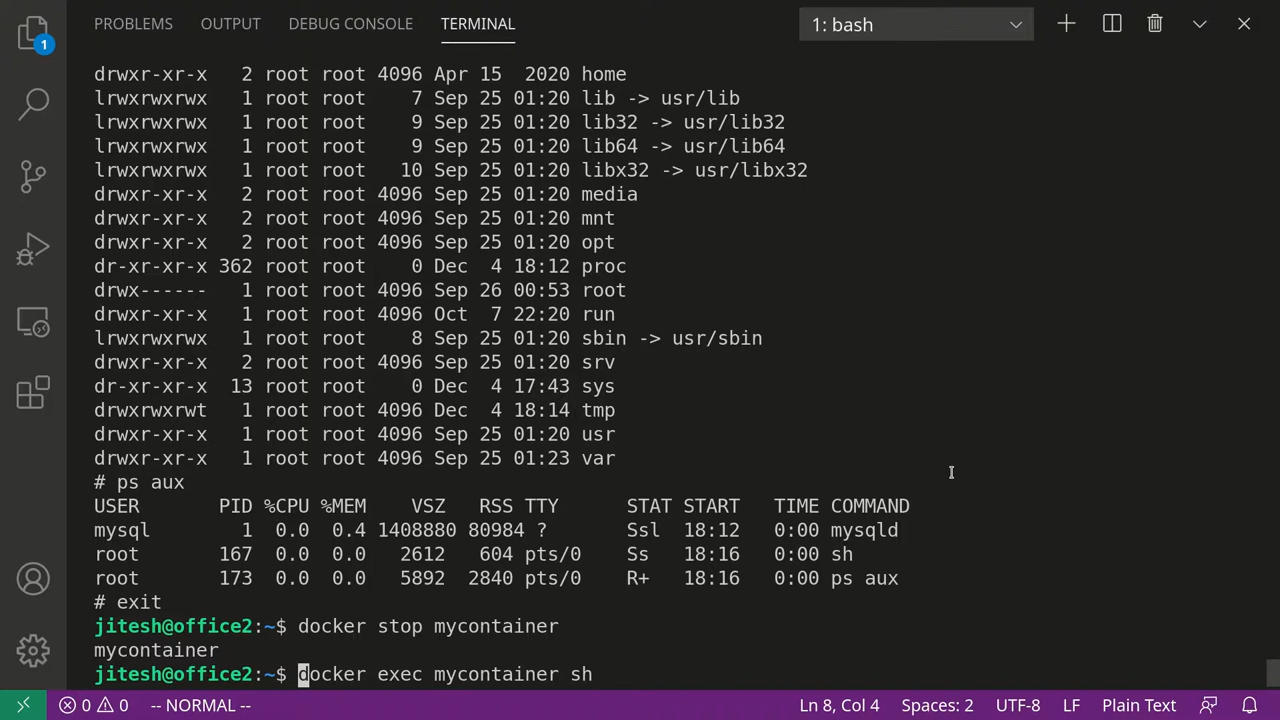 PROBLEMS OUTPUT DEBUG CONSOLE TERMINAL 1: bash
1
drwxr-xr-x 2 root root 4096 Apr 15 2020 home
lrwxrwxrwx 1 root root 7 Sep 25 01:20 lib -> usr/lib
lrwxrwxrwx 1 root root 9 Sep 25 01:20 lib32 -> usr/lib32
lrwxrwxrwx 1 root root 9 Sep 25 01:20 lib64 -> usr/lib64
lrwxrwxrwx 1 root root 10 Sep 25 01:20 libx32 -> usr/libx32
drwxr-xr-x 2 root root 4096 Sep 25 01:20 media
drwxr-xr-x 2 root root 4096 Sep 25 01:20 mnt
drwxr-xr-x 2 root root 4096 Sep 25 01:20 opt
dr-xr-xr-x 362 root root 0 Dec 4 18:12 proc
drwx------ 1 root root 4096 Sep 26 00:53 root
drwxr-xr-x 1 root root 4096 Oct 7 22:20 run
lrwxrwxrwx 1 root root 8 Sep 25 01:20 sbin -> usr/sbin
drwxr-xr-x 2 root root 4096 Sep 25 01:20 srv
dr-xr-xr-x 13 root root 0 Dec 4 17:43 sys
drwxrwxrwt 1 root root 4096 Dec 4 18:14 tmp
drwxr-xr-x 1 root root 4096 Sep 25 01:20 usr
drwxr-xr-x 1 root root 4096 Sep 25 01:23 var
# ps aux
USER PID %CPU %MEM VSZ RSS TTY STAT START TIME COMMAND
mysql 1 0.0 0.4 1408880 80984 ? Ssl 18:12 0:00 mysqld
root 167 0.0 0.0 2612 604 pts/0 Ss 18:16 0:00 sh
root 173 0.0 0.0 5892 2840 pts/0 R+ 18:16 0:00 ps aux
# exit
jitesh@office2:~$ docker stop mycontainer
mycontainer
jitesh@office2:~$ docker exec mycontainer sh
0 0 -- NORMAL -- Ln 8, Col 4 Spaces: 2 UTF-8 LF Plain Text